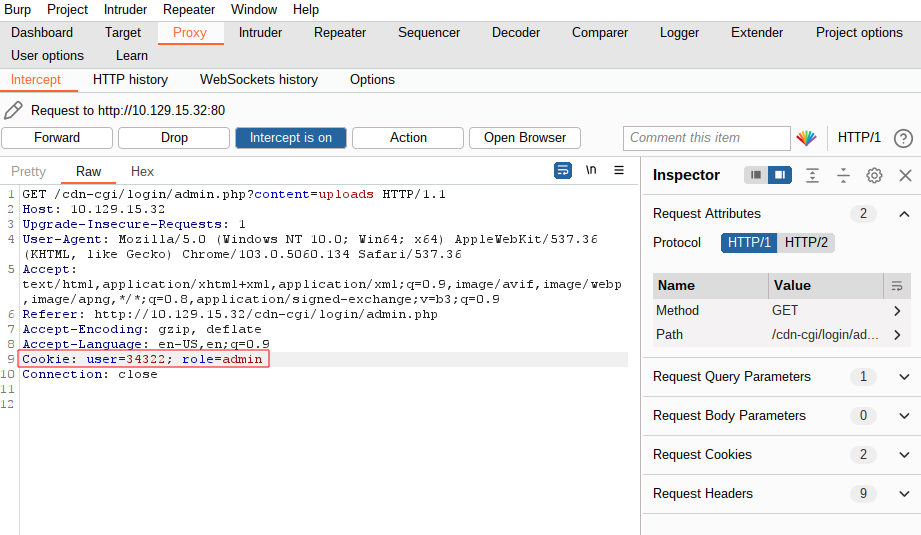 Burp Project Intruder Repeater Window Help
Dashboard Target Proxy Intruder Repeater Sequencer Decoder Comparer Logger Extender Project options
User options Learn
Intercept HTTP history WebSockets history Options
Request to http://10.129.15.32:80
Forward Drop Intercept is on Action Open Browser Comment this item HTTP/1 ?
Pretty Raw Hex \n
1 GET /cdn-cgi/login/admin.php?content=uploads HTTP/1.1
2 Host: 10.129.15.32
3 Upgrade-Insecure-Requests: 1
4 User-Agent: Mozilla/5.0 (Windows NT 10.0; Win64; x64) AppleWebKit/537.36
(KHTML, like Gecko) Chrome/103.0.5060.134 Safari/537.36
5 Accept:
text/html,application/xhtml+xml,application/xml;q=0.9,image/avif,image/webp
,image/apng,*/*;q=0.8,application/signed-exchange;v=b3;q=0.9
6 Referer: http://10.129.15.32/cdn-cgi/login/admin.php
7 Accept-Encoding: gzip, deflate
8 Accept-Language: en-US,en;q=0.9
9 Cookie: user=34322; role=admin
10 Connection: close
11
12
Inspector
Request Attributes 2
Protocol HTTP/1 HTTP/2
Name Value
Method GET
Path /cdn-cgi/login/ad...
Request Query Parameters 1
Request Body Parameters 0
Request Cookies 2
Request Headers 9